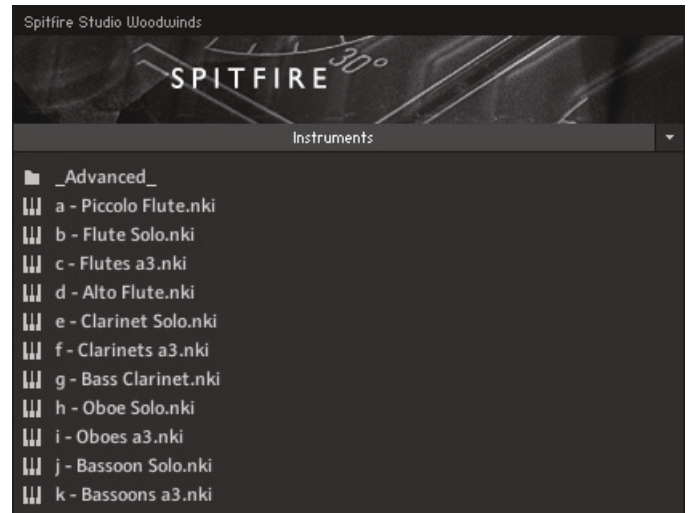 Spitfire Studio Woodwinds
30°
SPITFIRE
Instruments
_Advanced_
a - Piccolo Flute.nki
b - Flute Solo.nki
c - Flutes a3.nki
d - Alto Flute.nki
e - Clarinet Solo.nki
f - Clarinets a3.nki
g - Bass Clarinet.nki
h - Oboe Solo.nki
i - Oboes a3.nki
j - Bassoon Solo.nki
k - Bassoons a3.nki